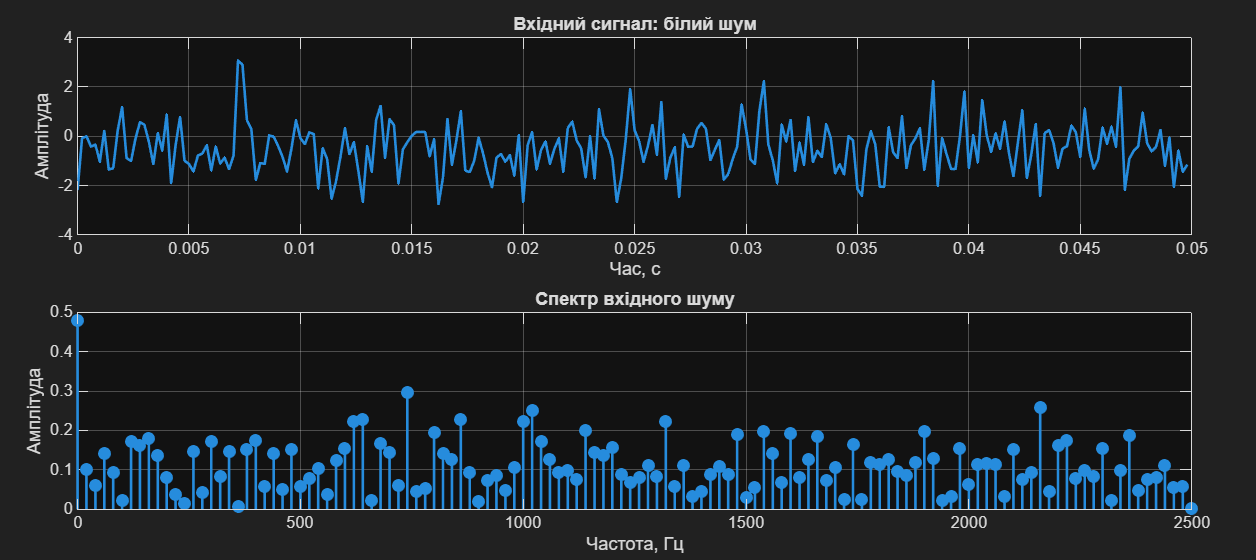 Вхідний сигнал: білий шум
4
2
0
-2
-4
Амплітуда
0 0.005 0.01 0.015 0.02 0.025 0.03 0.035 0.04 0.045 0.05
Час, с
Спектр вхідного шуму
0.5
0.4
0.3
0.2
0.1
0
Амплітуда
0 500 1000 1500 2000 2500
Частота, Гц